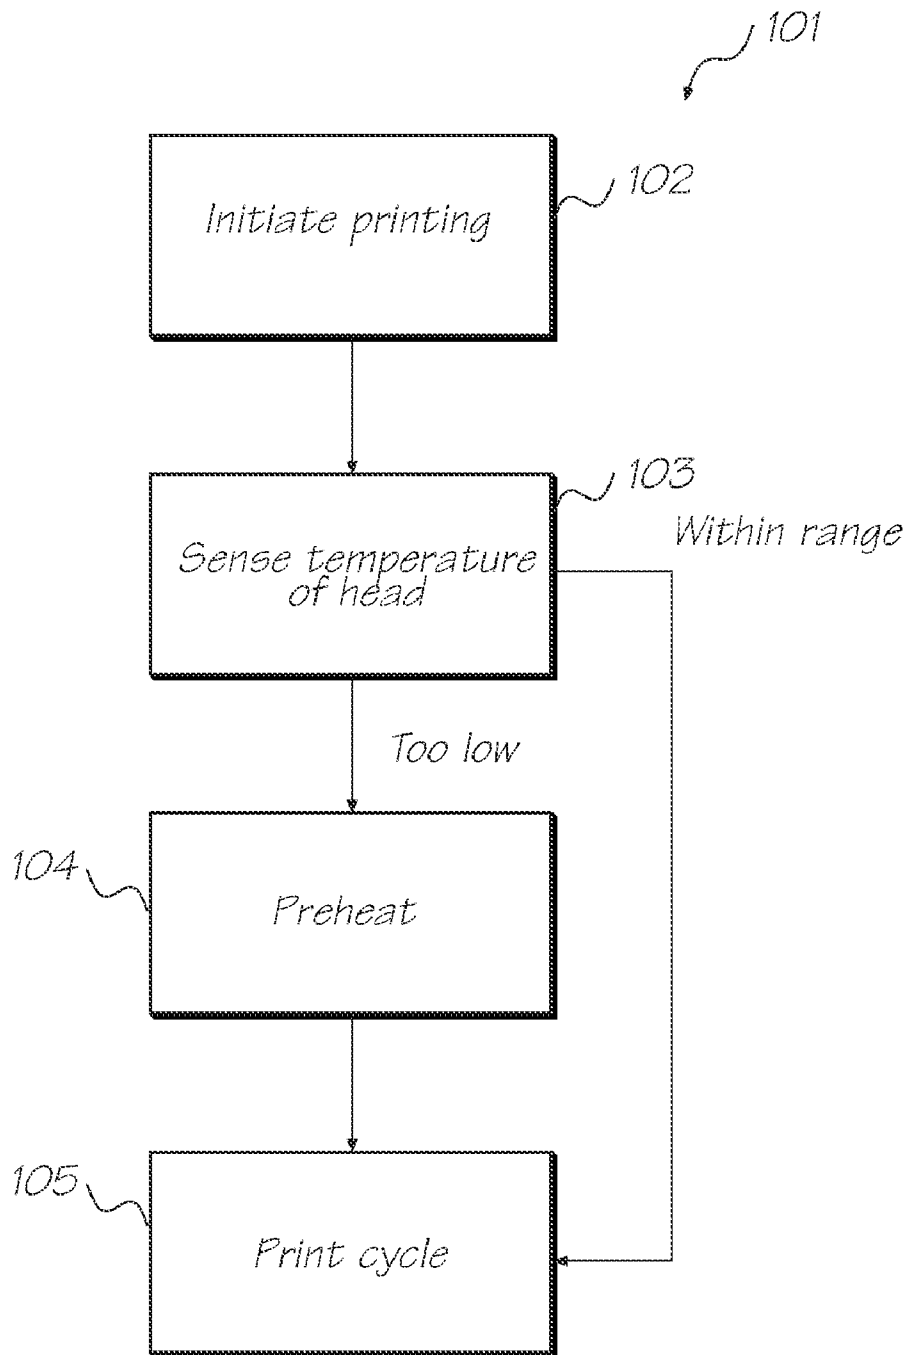 101
Initiate printing
102
103
Within range
Sense temperature
of head
Too low
104
Preheat
105
Print cycle